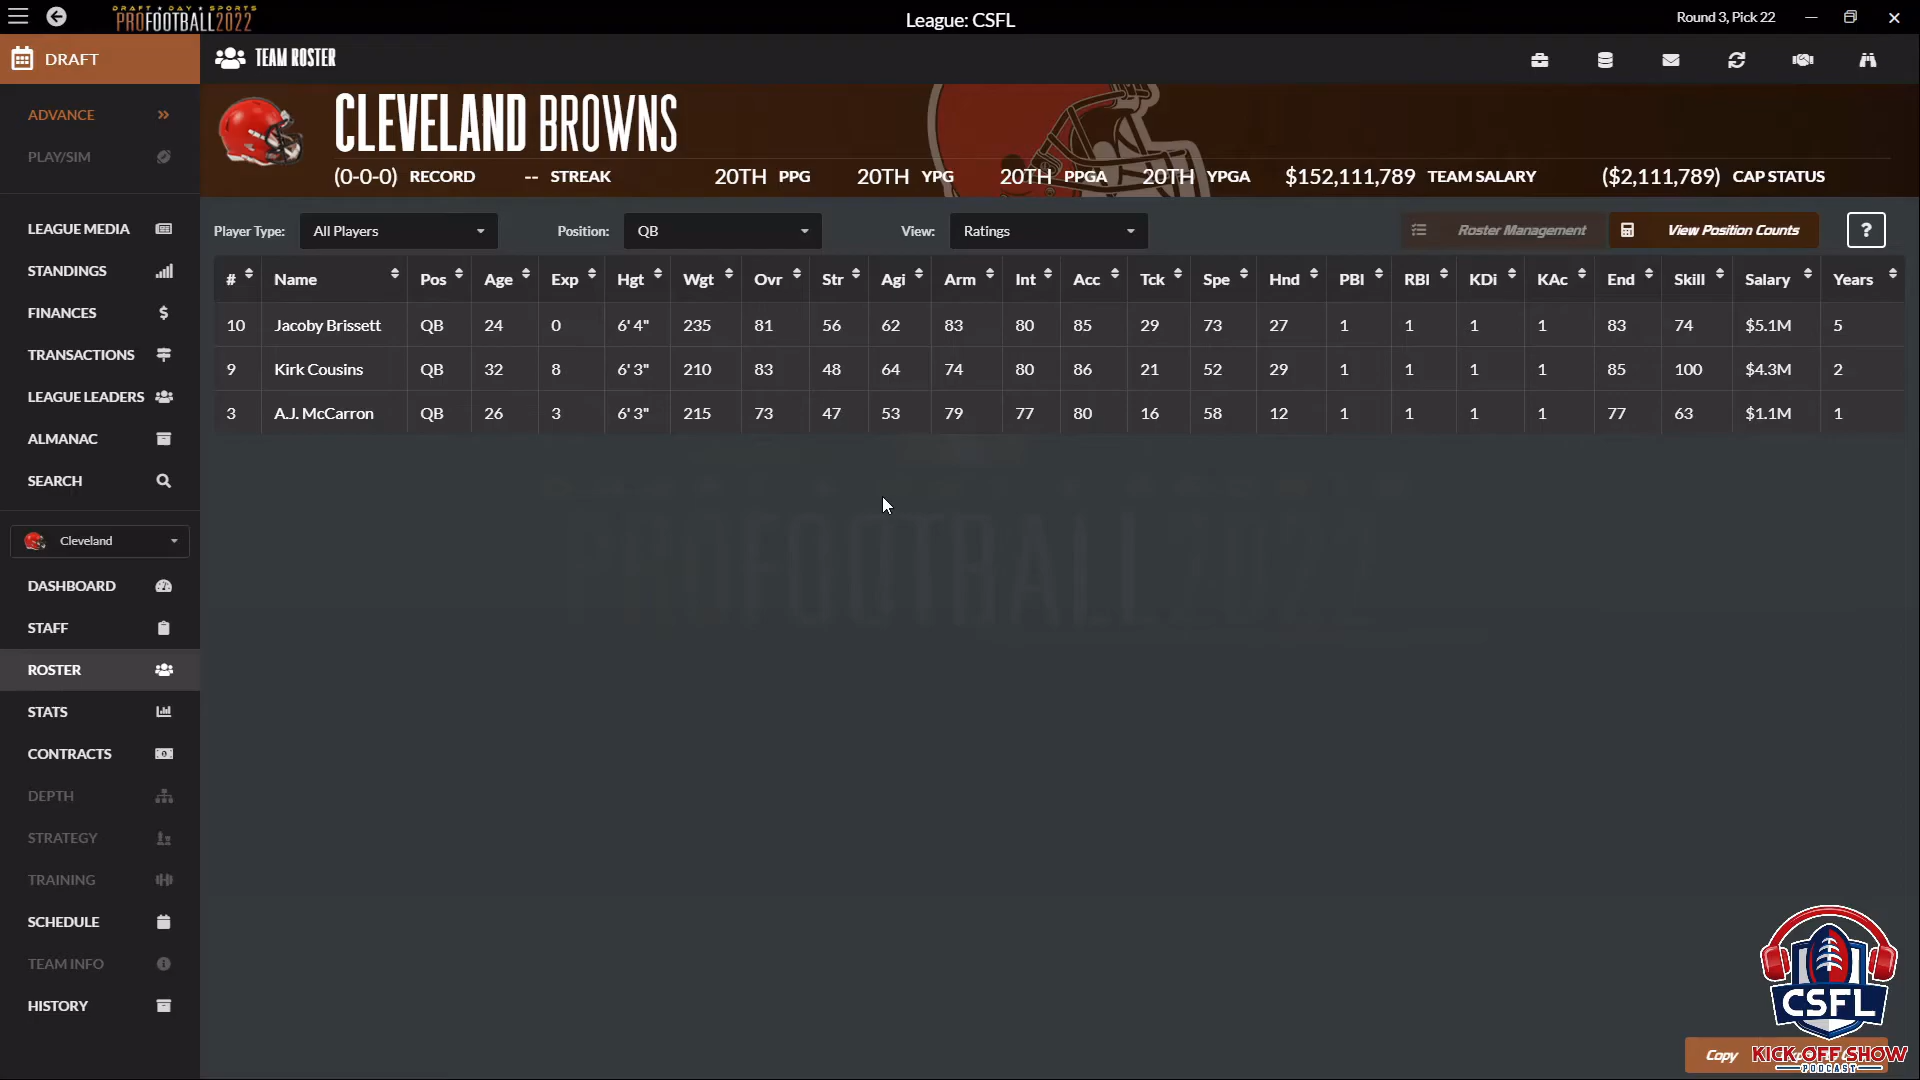 DRAFT • DAY • SPORTS
PROFOOTBALL2022
League: CSFL
Round 3, Pick 22
DRAFT
TEAM ROSTER
ADVANCE
PLAY/SIM
CLEVELAND BROWNS
(0-0-0) RECORD -- STREAK 20TH PPG 20TH YPG 20TH PPGA 20TH YPGA $152,111,789 TEAM SALARY ($2,111,789) CAP STATUS
LEAGUE MEDIA
STANDINGS
FINANCES
TRANSACTIONS
LEAGUE LEADERS
ALMANAC
SEARCH
Cleveland
DASHBOARD
STAFF
ROSTER
STATS
CONTRACTS
DEPTH
STRATEGY
TRAINING
SCHEDULE
TEAM INFO
HISTORY
Player Type: All Players Position: QB View: Ratings Roster Management View Position Counts ?
# Name Pos Age Exp Hgt Wgt Ovr Str Agi Arm Int Acc Tck Spe Hnd PBl RBl KDi KAc End Skill Salary Years
10 Jacoby Brissett QB 24 0 6' 4" 235 81 56 62 83 80 85 29 73 27 1 1 1 1 83 74 $5.1M 5
9 Kirk Cousins QB 32 8 6' 3" 210 83 48 64 74 80 86 21 52 29 1 1 1 1 85 100 $4.3M 2
3 A.J. McCarron QB 26 3 6' 3" 215 73 47 53 79 77 80 16 58 12 1 1 1 1 77 63 $1.1M 1
PROFOOTBALL 2022
CSFL
Copy
KICK OFF SHOW
PODCAST